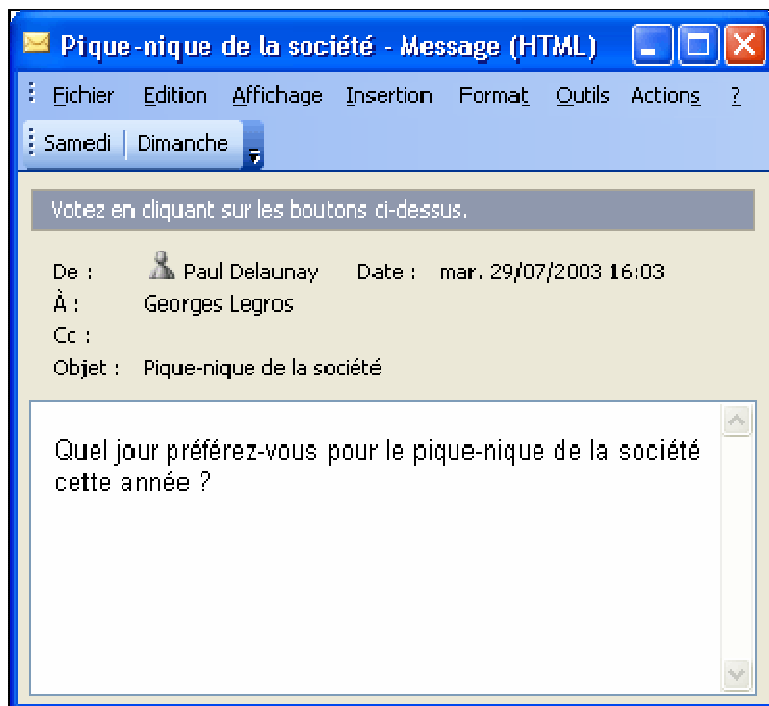 Pique-nique de la société - Message (HTML)
Fichier Edition Affichage Insertion Format Outils Actions ?
Samedi Dimanche
Votez en cliquant sur les boutons ci-dessus.
De : Paul Delaunay Date : mar. 29/07/2003 16:03
À : Georges Legros
Cc :
Objet : Pique-nique de la société
Quel jour préférez-vous pour le pique-nique de la société
cette année ?